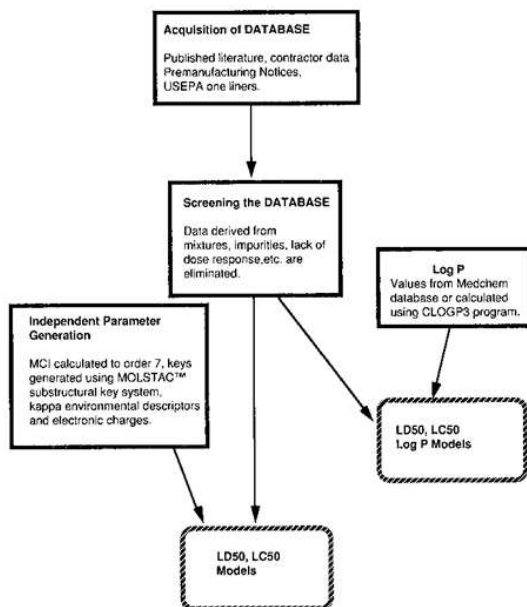 Acquisition of DATABASE
Published literature, contractor data
Premanufacturing Notices,
USEPA one liners.
Screening the DATABASE
Data derived from
mixtures, impurities, lack of
dose response,etc. are
eliminated.
Log P
Values from Medchem
database or calculated
using CLOGP3 program.
Independent Parameter
Generation
MCI calculated to order 7, keys
generated using MOLSTAC™
substructural key system,
kappa environmental descriptors
and electronic charges.
LD50, LC50
Log P Models
LD50, LC50
Models